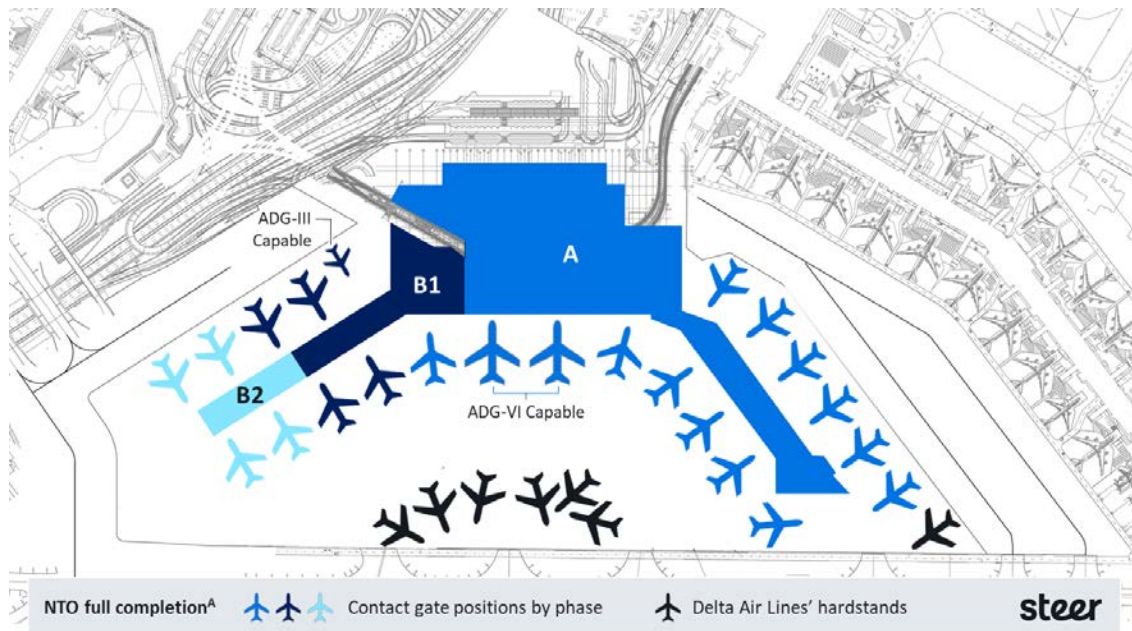 ADG-III
Capable
A
B1
B2
ADG-VI Capable
NTO full completionᴬ Contact gate positions by phase Delta Air Lines' hardstands steer